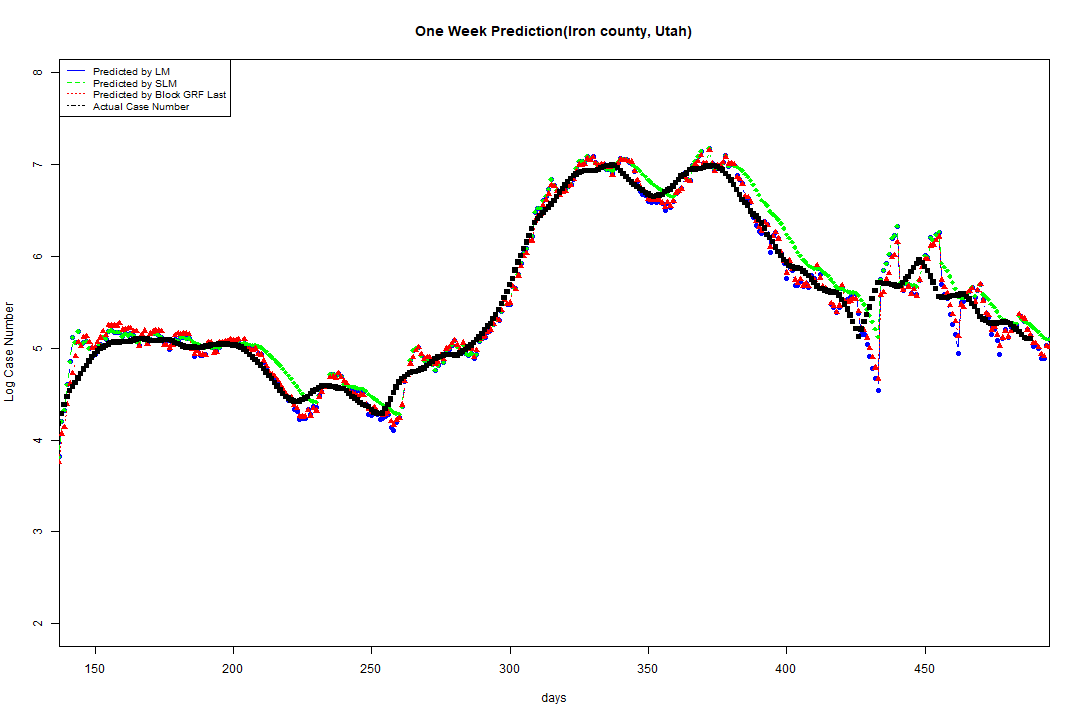 One Week Prediction(Iron county, Utah)
Predicted by LM
Predicted by SLM
Predicted by Block GRF Last
Actual Case Number
8
7
6
5
4
3
2
Log Case Number
150 200 250 300 350 400 450
days